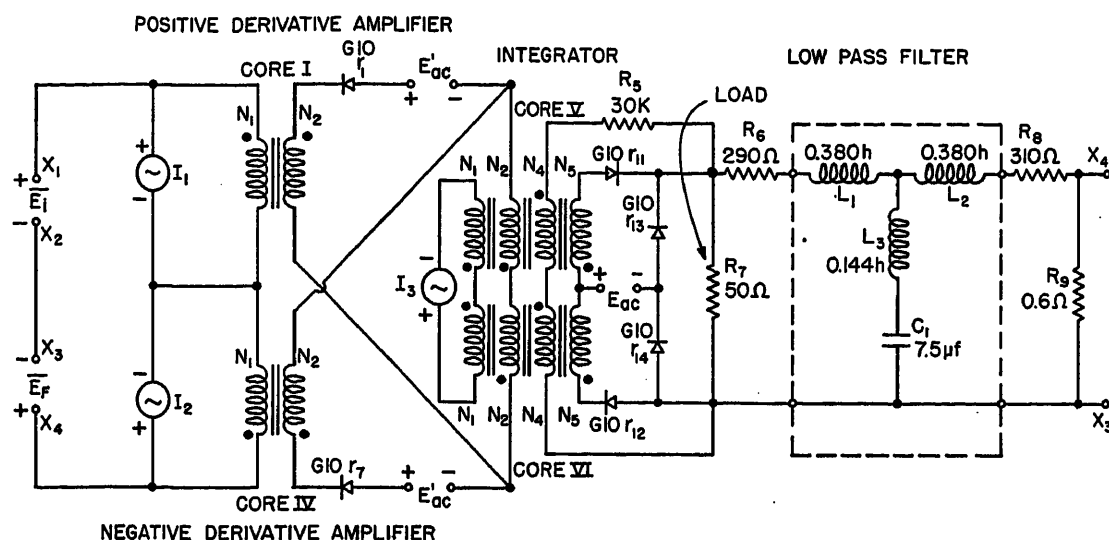 POSITIVE DERIVATIVE AMPLIFIER
INTEGRATOR
LOW PASS FILTER
CORE I
G10
r1
E'ac
+ -
N1
N2
+ X1
Ei
- X2
- X3
EF
+ X4
+
I1
-
-
I2
+
N1
N2
CORE IV
G10 r7
+ -
E'ac
NEGATIVE DERIVATIVE AMPLIFIER
CORE V
R5
30K
LOAD
N1 N2 N4 N5
G10 r11
G10
r13
-
I3
+
+ -
Eac
G10
r14
N1 N2 N4 N5
G10 r12
CORE VI
R7
50Ω
R6
290Ω
0.380h
L1
0.380h
L2
L3
0.144h
C1
7.5μf
R8
310Ω
X4
R9
0.6Ω
X3